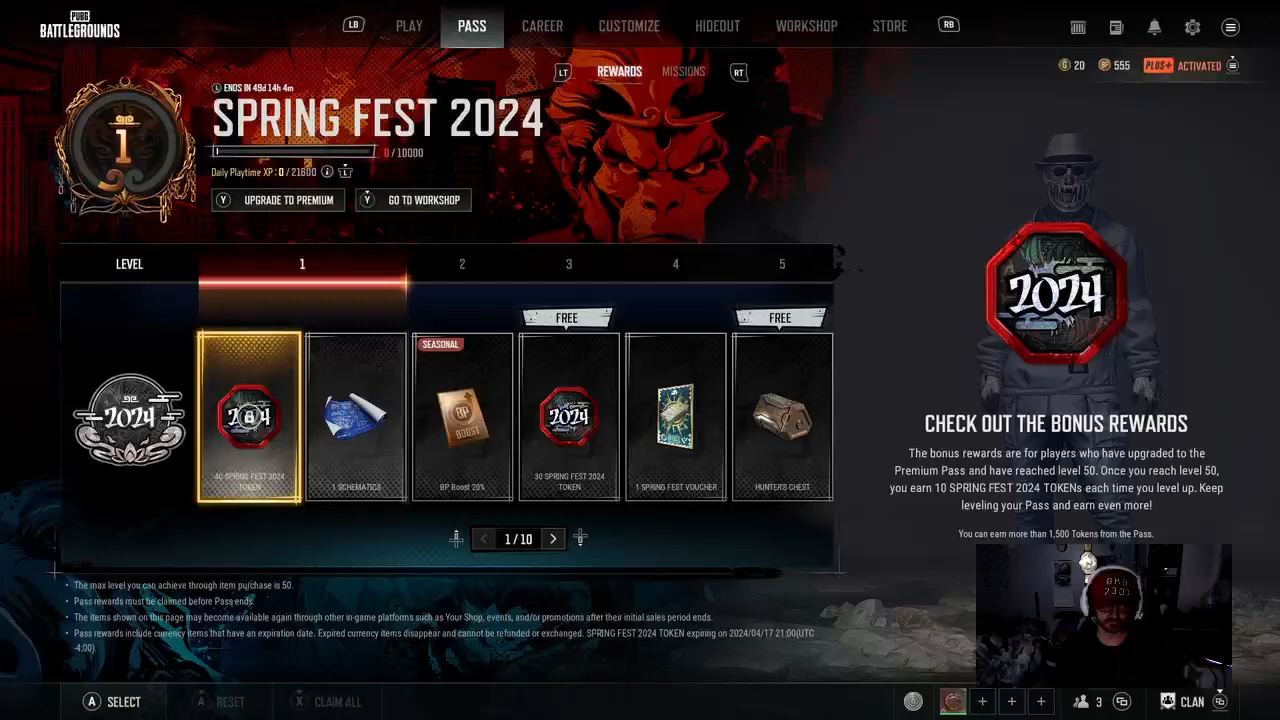 PUBG
BATTLEGROUNDS
LB
PLAY
PASS
CAREER
CUSTOMIZE
HIDEOUT
WORKSHOP
STORE
RB
LT
REWARDS
MISSIONS
RT
G 20
BP 555
PLUS+ ACTIVATED
1
ENDS IN 49d 14h 4m
SPRING FEST 2024
0 / 10000
Daily Playtime XP : 0 / 21600
L
Y UPGRADE TO PREMIUM
Y GO TO WORKSHOP
LEVEL
1
2
3
4
5
FREE
FREE
SEASONAL
2024
2024
BP
BOOST
2024
40 SPRING FEST 2024
TOKEN
1 SCHEMATICS
BP Boost 20%
30 SPRING FEST 2024
TOKEN
1 SPRING FEST VOUCHER
HUNTER'S CHEST
1 / 10
2024
CHECK OUT THE BONUS REWARDS
The bonus rewards are for players who have upgraded to the
Premium Pass and have reached level 50. Once you reach level 50,
you earn 10 SPRING FEST 2024 TOKENs each time you level up. Keep
leveling your Pass and earn even more!
You can earn more than 1,500 Tokens from the Pass.
• The max level you can achieve through item purchase is 50.
• Pass rewards must be claimed before Pass ends.
• The items shown on this page may become available again through other in-game platforms such as Your Shop, events, and/or promotions after their initial sales period ends.
• Pass rewards include currency items that have an expiration date. Expired currency items disappear and cannot be refunded or exchanged. SPRING FEST 2024 TOKEN expiring on 2024/04/17 21:00(UTC
-4:00).
A SELECT
A RESET
X CLAIM ALL
3
CLAN